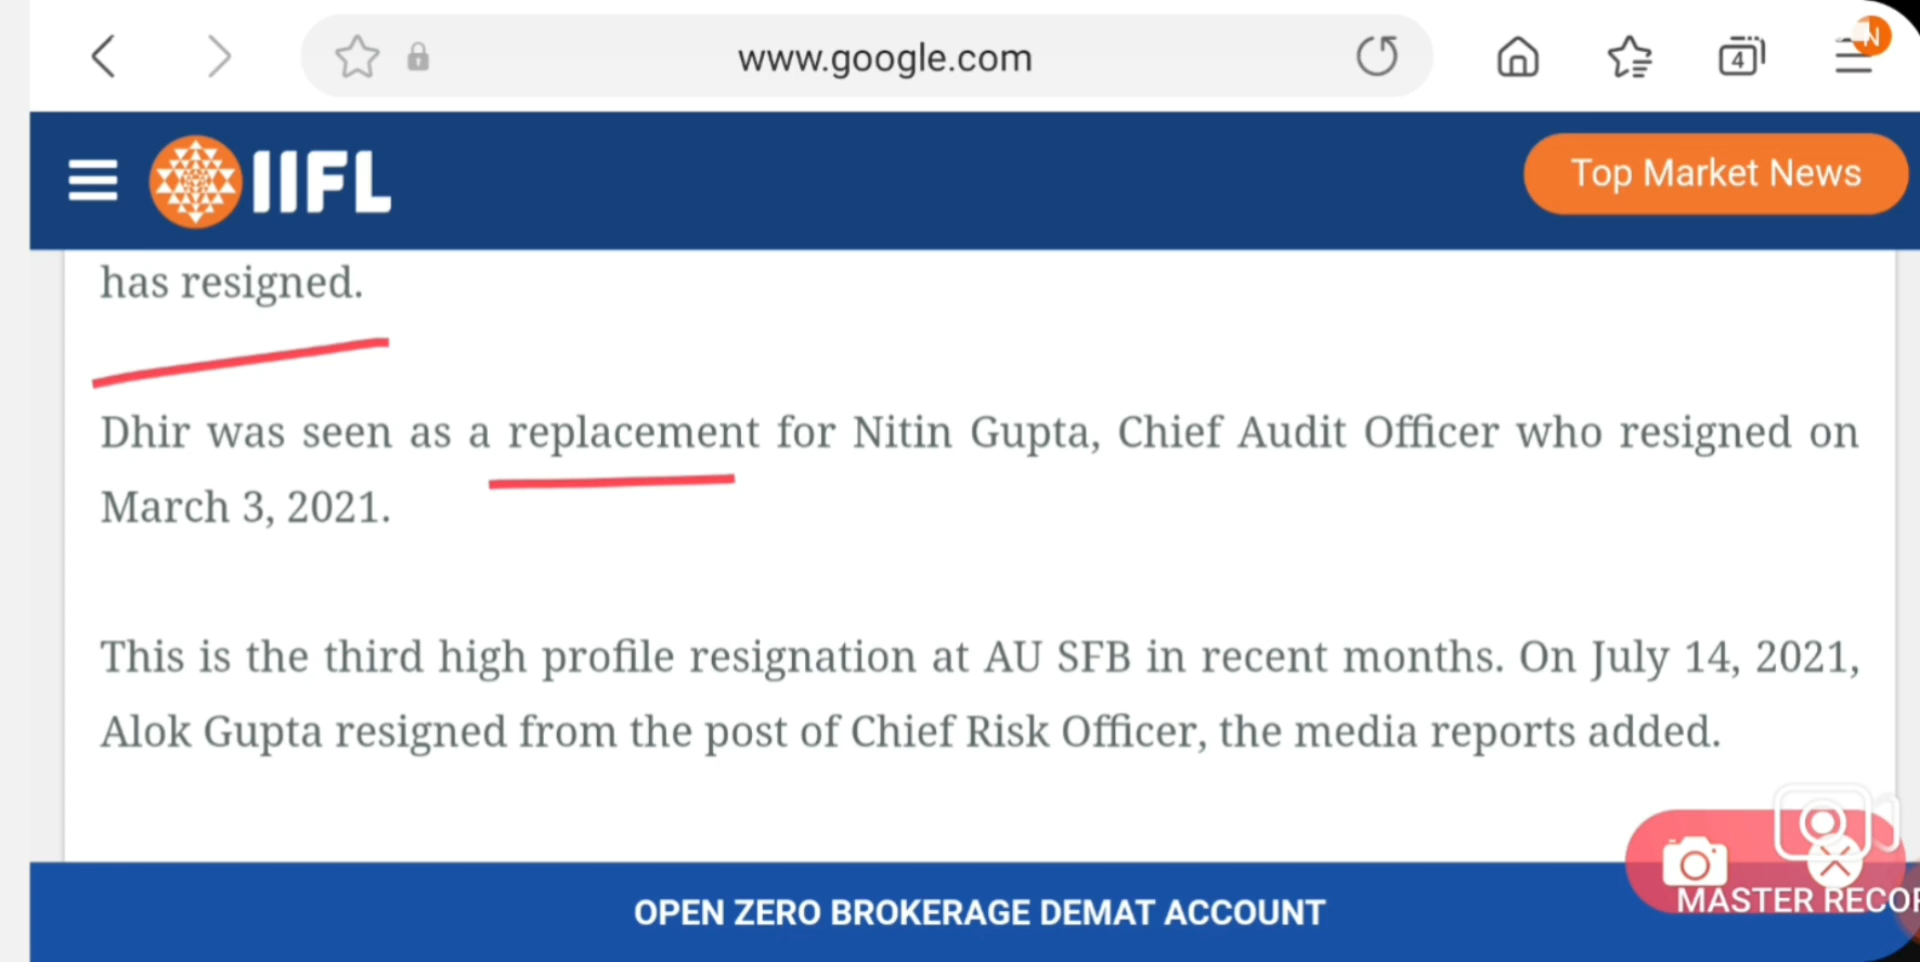 www.google.com
4
N
IIFL
Top Market News
has resigned.
Dhir was seen as a replacement for Nitin Gupta, Chief Audit Officer who resigned on
March 3, 2021.
This is the third high profile resignation at AU SFB in recent months. On July 14, 2021,
Alok Gupta resigned from the post of Chief Risk Officer, the media reports added.
OPEN ZERO BROKERAGE DEMAT ACCOUNT
MASTER RECOR